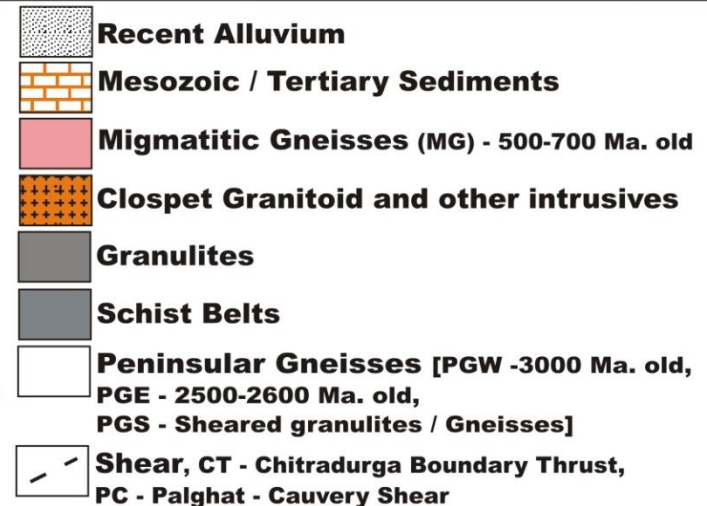 Recent Alluvium
Mesozoic / Tertiary Sediments
Migmatitic Gneisses (MG) - 500-700 Ma. old
Clospet Granitoid and other intrusives
Granulites
Schist Belts
Peninsular Gneisses [PGW -3000 Ma. old,
PGE - 2500-2600 Ma. old,
PGS - Sheared granulites / Gneisses]
Shear, CT - Chitradurga Boundary Thrust,
PC - Palghat - Cauvery Shear